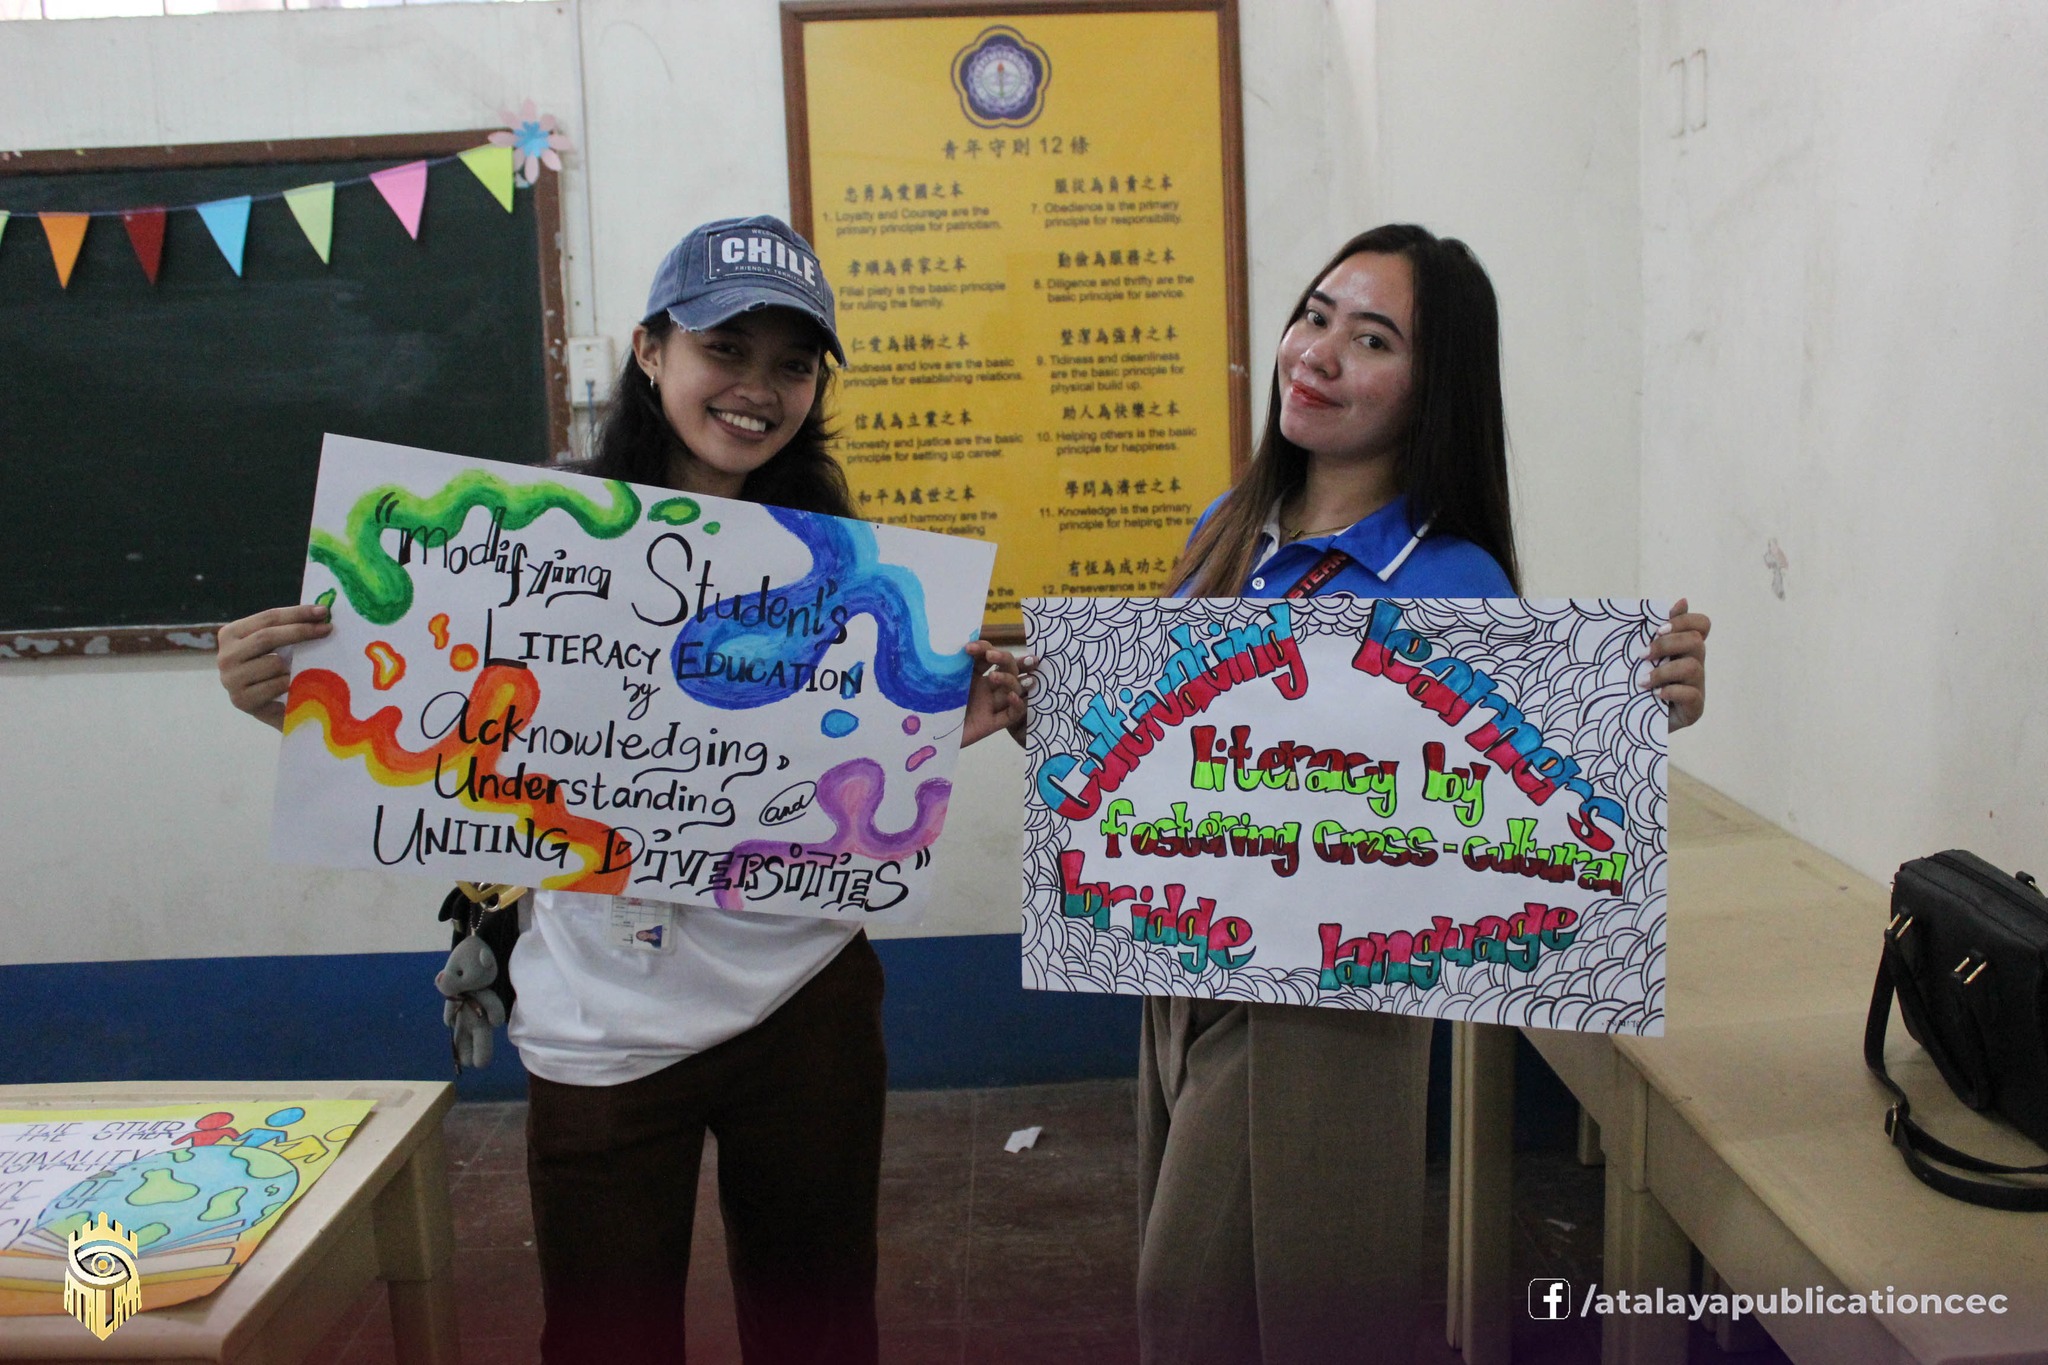 青年守則 12 條
忠勇為愛國之本
1. Loyalty and Courage are the
primary principle for patriotism.
孝順為齊家之本
Filial piety is the basic principle
for ruling the family.
仁愛為接物之本
Kindness and love are the basic
principle for establishing relations.
信義為立業之本
Honesty and justice are the basic
principle for setting up career.
和平為處世之本
and harmony are the
for dealing
服從為負責之本
7. Obedience is the primary
principle for responsibility.
勤儉為服務之本
8. Diligence and thrifty are the
basic principle for service.
整潔為強身之本
9. Tidiness and cleanliness
are the basic principle for
physical build up.
助人為快樂之本
10. Helping others is the basic
principle for happiness.
學問為濟世之本
11. Knowledge is the primary
principle for helping the so
有恆為成功之本
12. Perseverance is the
CHILE
FRIENDLY
"Modifying Student's
LITERACY EDUCATION
by
Acknowledging,
Understanding and
UNITING DiVERSiTiES"
Cultivating learner's
literacy by
fostering cross-cultural
bridge language
THE OTHER
OF
ATALAYA
/atalayapublicationcec